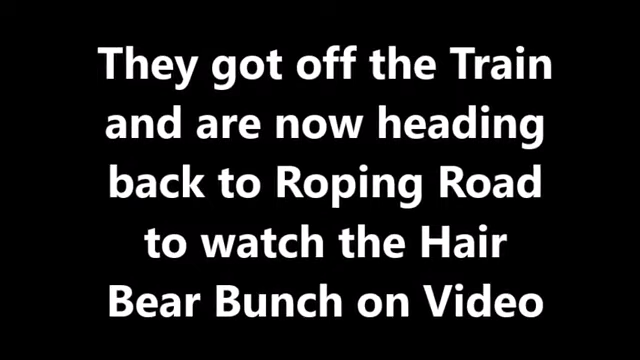 They got off the Train
and are now heading
back to Roping Road
to watch the Hair
Bear Bunch on Video